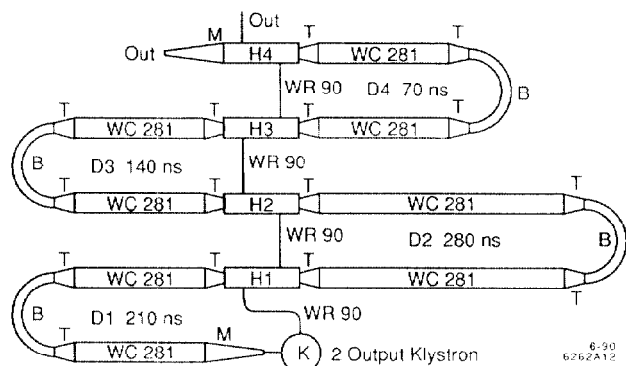 Out
M T T
Out H4 WC 281
WR 90 D4 70 ns B
T T T T
WC 281 H3 WC 281
B D3 140 ns WR 90
T T T T
WC 281 H2 WC 281
WR 90 D2 280 ns B
T T T T
WC 281 H1 WC 281
B D1 210 ns WR 90
T M
WC 281 K 2 Output Klystron
6-90
6262A12